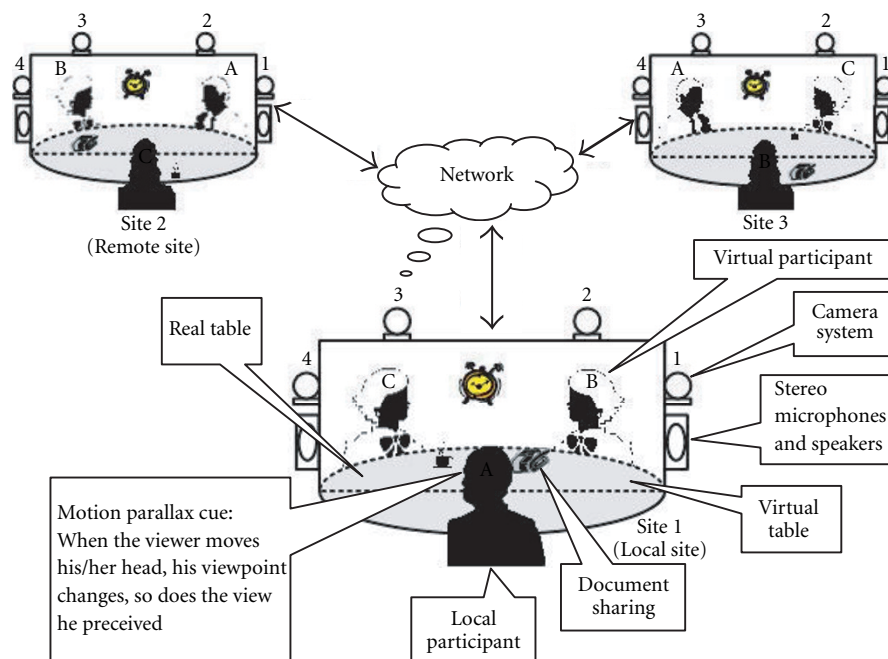 3
2
4
B
A
1
C
Site 2
(Remote site)
Network
3
2
4
A
C
1
B
Site 3
Virtual participant
3
2
Real table
Camera
system
4
C
B
1
Stereo
microphones
and speakers
A
Motion parallax cue:
When the viewer moves
his/her head, his viewpoint
changes, so does the view
he preceived
Site 1
(Local site)
Virtual
table
Document
sharing
Local
participant